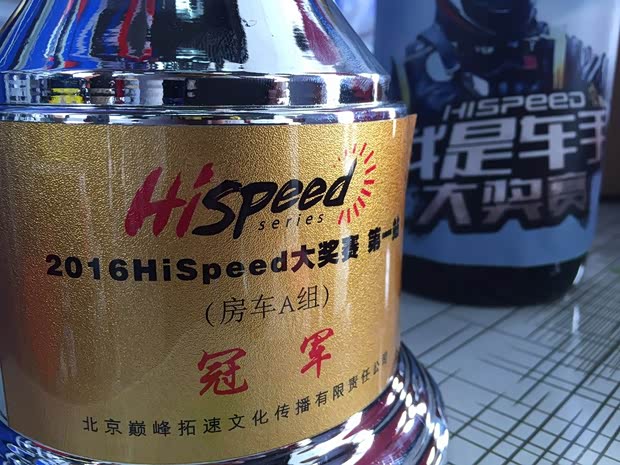 HiSpeed
series
2016HiSpeed大奖赛 第一站
(房车A组)
冠 军
北京巅峰拓速文化传播有限责任公司
HISPEED
我是车手
大奖赛